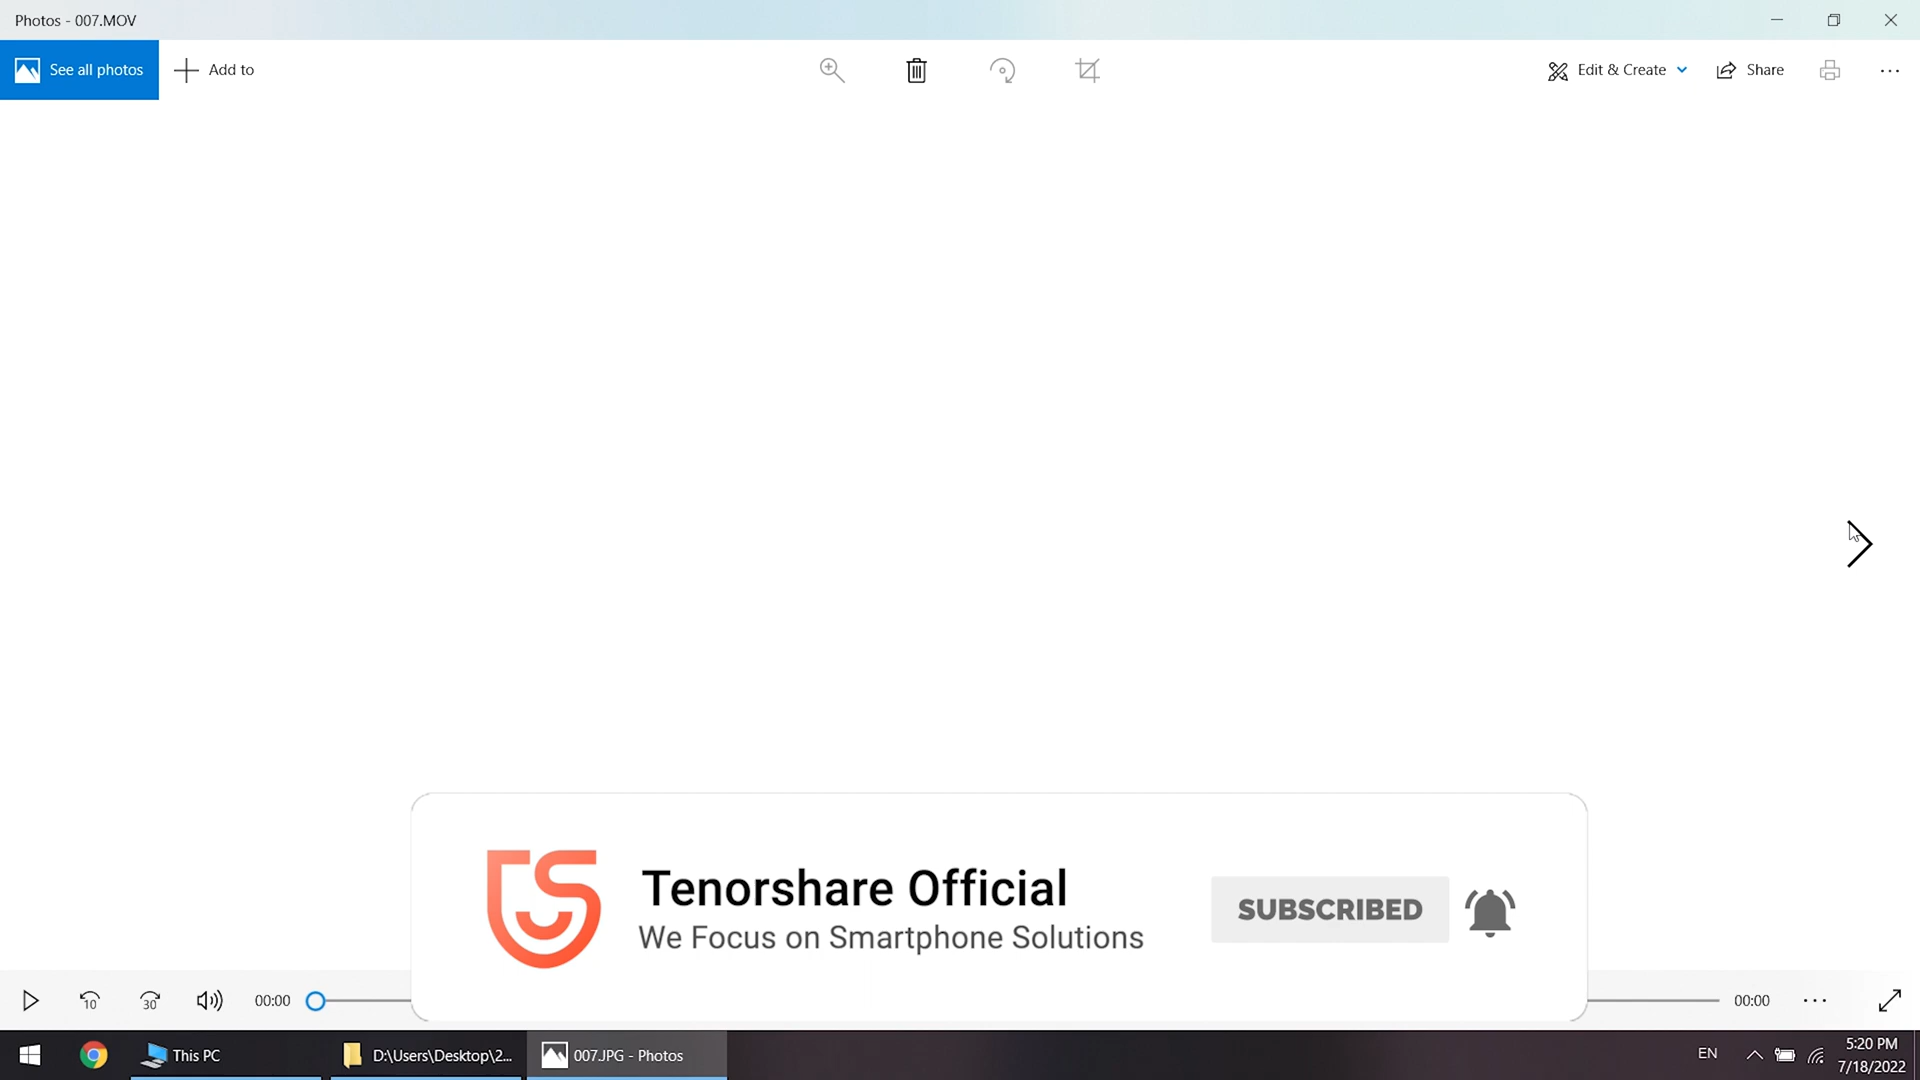 Photos - 007.MOV
See all photos
Add to
Edit & Create
Share
Tenorshare Official
We Focus on Smartphone Solutions
SUBSCRIBED
10
30
00:00
00:00
This PC
D:\Users\Desktop\2...
007.JPG - Photos
EN
5:20 PM
7/18/2022